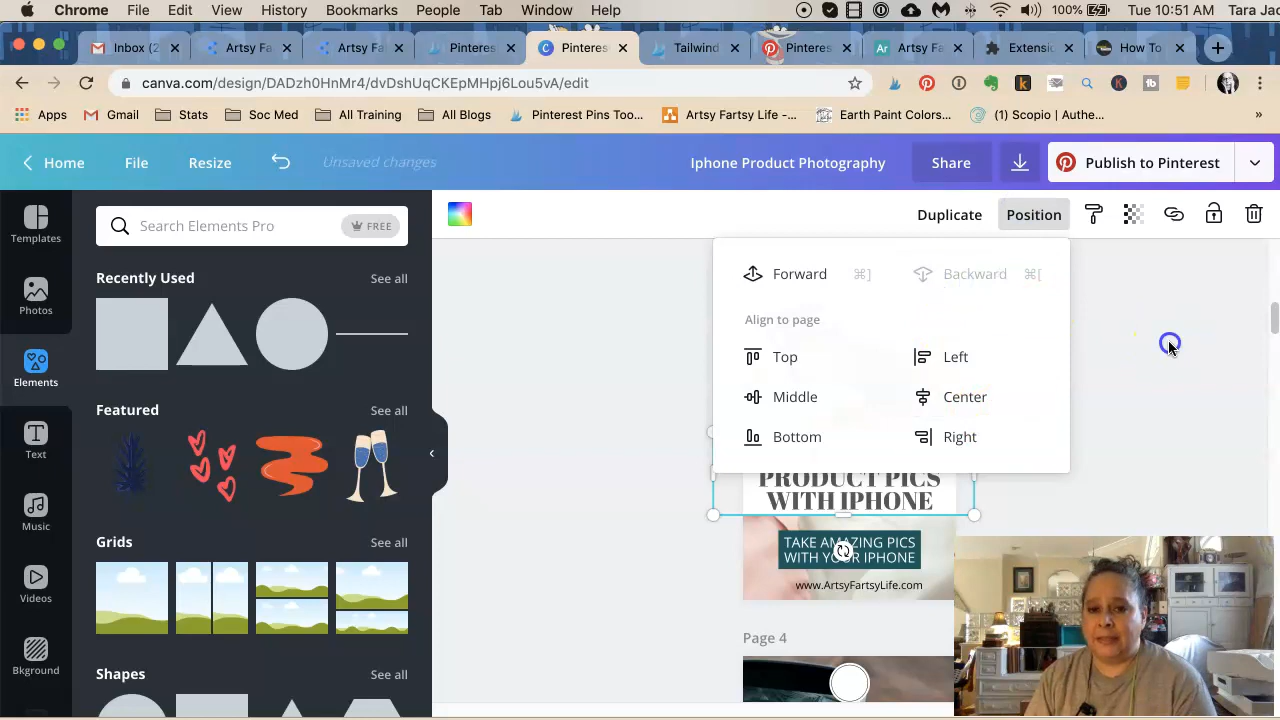 Chrome File Edit View History Bookmarks People Tab Window Help 100% Tue 10:51 AM Tara Jac
Inbox (2 Artsy Fa Artsy Fa Pinteres Pinteres Tailwind Pinteres Artsy Fa Extensio How To
canva.com/design/DADzh0HnMr4/dvDshUqCKEpMHpj6Lou5vA/edit
Apps Gmail Stats Soc Med All Training All Blogs Pinterest Pins Too... Artsy Fartsy Life -... Earth Paint Colors... (1) Scopio | Authe... »
Home File Resize Unsaved changes Iphone Product Photography Share Publish to Pinterest
Duplicate Position
Templates
Photos
Elements
Text
Music
Videos
Bkground
Search Elements Pro FREE
Recently Used See all
Featured See all
Grids See all
Shapes See all
Forward ⌘] Backward ⌘[
Align to page
Top Left
Middle Center
Bottom Right
PRODUCT PICS
WITH IPHONE
TAKE AMAZING PICS
WITH YOUR IPHONE
www.ArtsyFartsyLife.com
Page 4